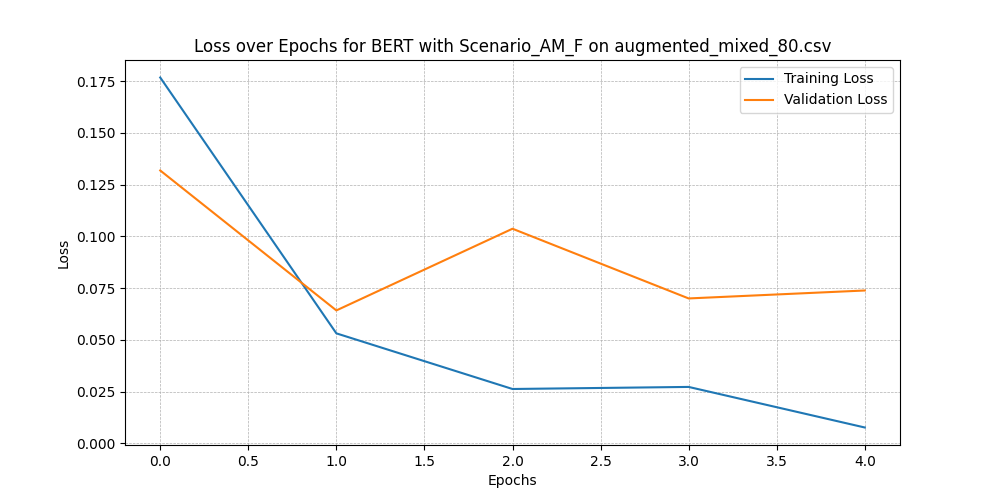 Loss over Epochs for BERT with Scenario_AM_F on augmented_mixed_80.csv
Training Loss
Validation Loss
0.175
0.150
0.125
0.100
0.075
0.050
0.025
0.000
Loss
0.0 0.5 1.0 1.5 2.0 2.5 3.0 3.5 4.0
Epochs